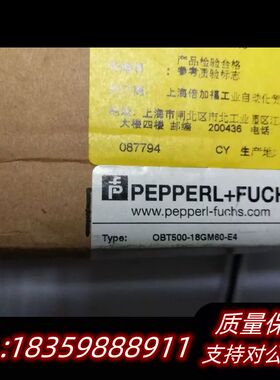 产品检验合格
:参考质验标志
上海倍加福工业自动化
上海市闸北区市北工业园区江
大楼四楼 邮编 200436 电话
087794 CY 生产地:
PEPPERL+FUCHS
www.pepperl-fuchs.com
Type: OBT500-18GM60-E4
质量保
:18359888911
支持对公